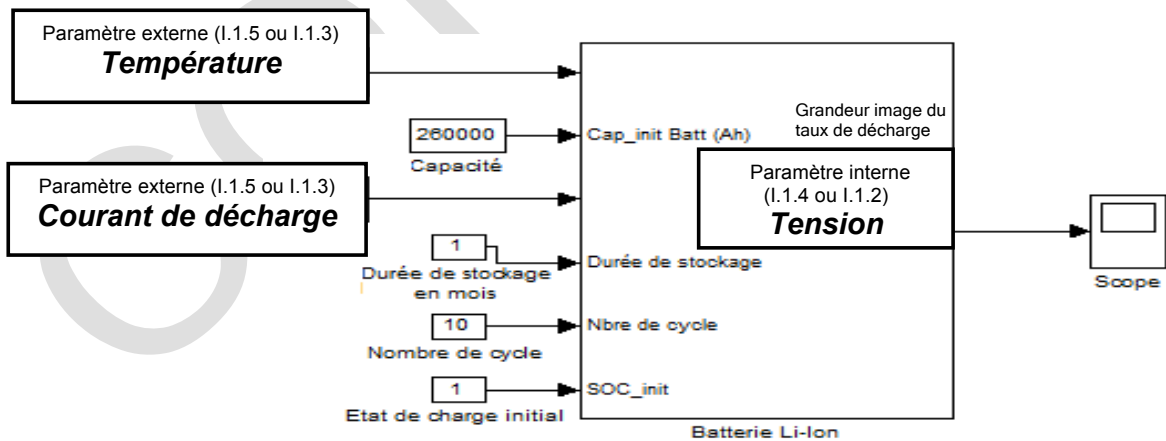 Paramètre externe (I.1.5 ou I.1.3)
Température
260000
Capacité
Cap_init Batt (Ah)
Grandeur image du
taux de décharge
Paramètre externe (I.1.5 ou I.1.3)
Courant de décharge
Paramètre interne
(I.1.4 ou I.1.2)
Tension
1
Durée de stockage
en mois
Durée de stockage
Scope
10
Nombre de cycle
Nbre de cycle
1
Etat de charge initial
SOC_init
Batterie Li-Ion